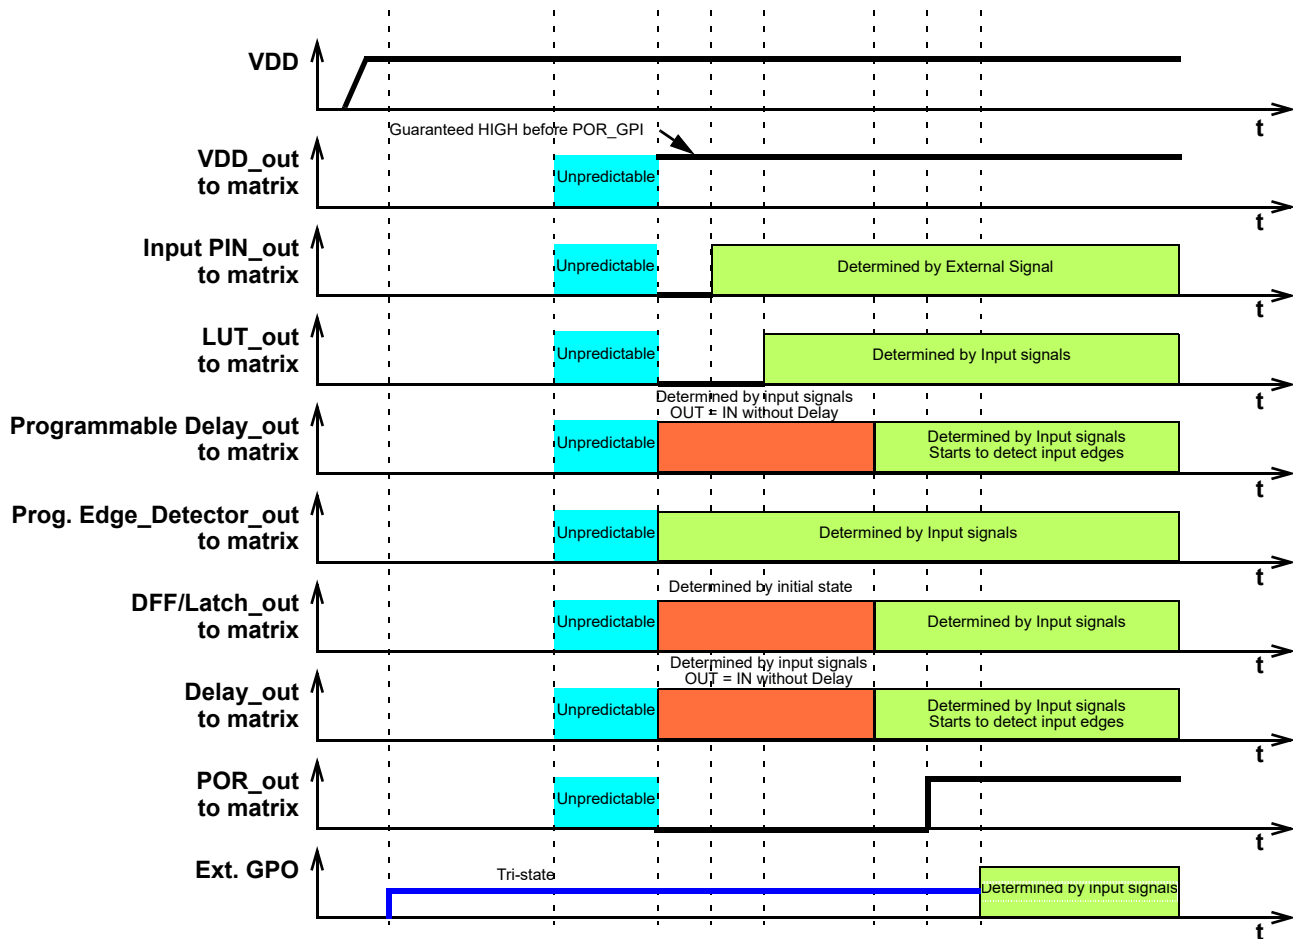 VDD
t
Guaranteed HIGH before POR_GPI
VDD_out
to matrix
Unpredictable
t
Input PIN_out
to matrix
Unpredictable
Determined by External Signal
t
LUT_out
to matrix
Unpredictable
Determined by Input signals
t
Determined by input signals
OUT = IN without Delay
Programmable Delay_out
to matrix
Unpredictable
Determined by Input signals
Starts to detect input edges
t
Prog. Edge_Detector_out
to matrix
Unpredictable
Determined by Input signals
t
Determined by initial state
DFF/Latch_out
to matrix
Unpredictable
Determined by Input signals
t
Determined by input signals
OUT = IN without Delay
Delay_out
to matrix
Unpredictable
Determined by Input signals
Starts to detect input edges
t
POR_out
to matrix
Unpredictable
t
Ext. GPO
Tri-state
Determined by input signals
t